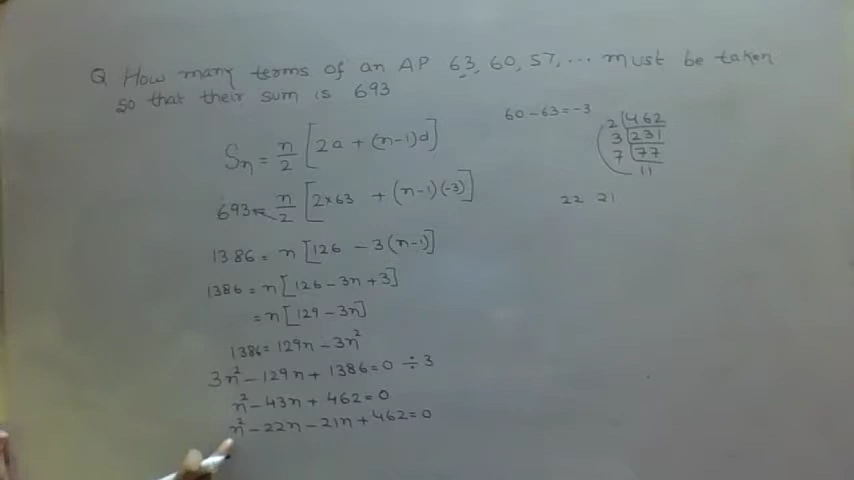 Q How many terms of an AP 63, 60, 57, ... must be taken
so that their sum is 693
60 - 63 = -3
2 | 462
3 | 231
7 | 77
11
22 21
Sn = n/2 [2a + (n-1)d]
693 = n/2 [2×63 + (n-1)(-3)]
1386 = n [126 - 3(n-1)]
1386 = n [126 - 3n + 3]
= n [129 - 3n]
1386 = 129n - 3n²
3n² - 129n + 1386 = 0 ÷ 3
n² - 43n + 462 = 0
n² - 22n - 21n + 462 = 0